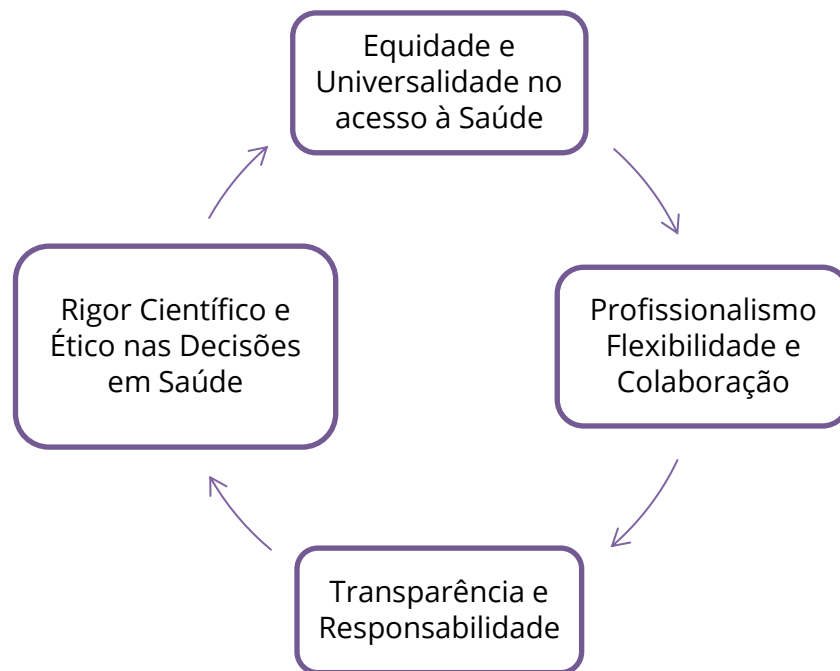 Equidade e
Universalidade no
acesso à Saúde
Rigor Científico e
Ético nas Decisões
em Saúde
Profissionalismo
Flexibilidade e
Colaboração
Transparência e
Responsabilidade